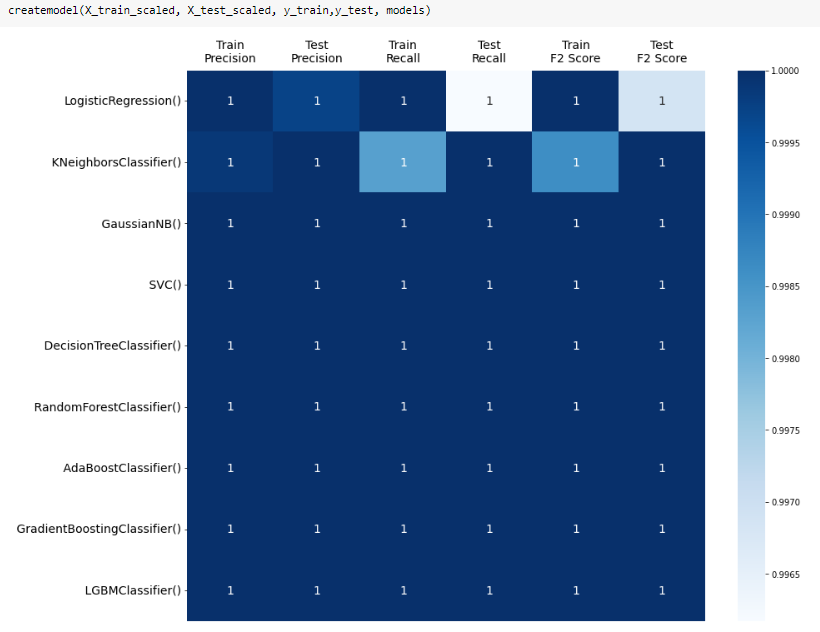 createmodel(X_train_scaled, X_test_scaled, y_train,y_test, models)
Train Test Train Test Train Test
Precision Precision Recall Recall F2 Score F2 Score
LogisticRegression() 1 1 1 1 1 1
KNeighborsClassifier() 1 1 1 1 1 1
GaussianNB() 1 1 1 1 1 1
SVC() 1 1 1 1 1 1
DecisionTreeClassifier() 1 1 1 1 1 1
RandomForestClassifier() 1 1 1 1 1 1
AdaBoostClassifier() 1 1 1 1 1 1
GradientBoostingClassifier() 1 1 1 1 1 1
LGBMClassifier() 1 1 1 1 1 1
1.0000
0.9995
0.9990
0.9985
0.9980
0.9975
0.9970
0.9965